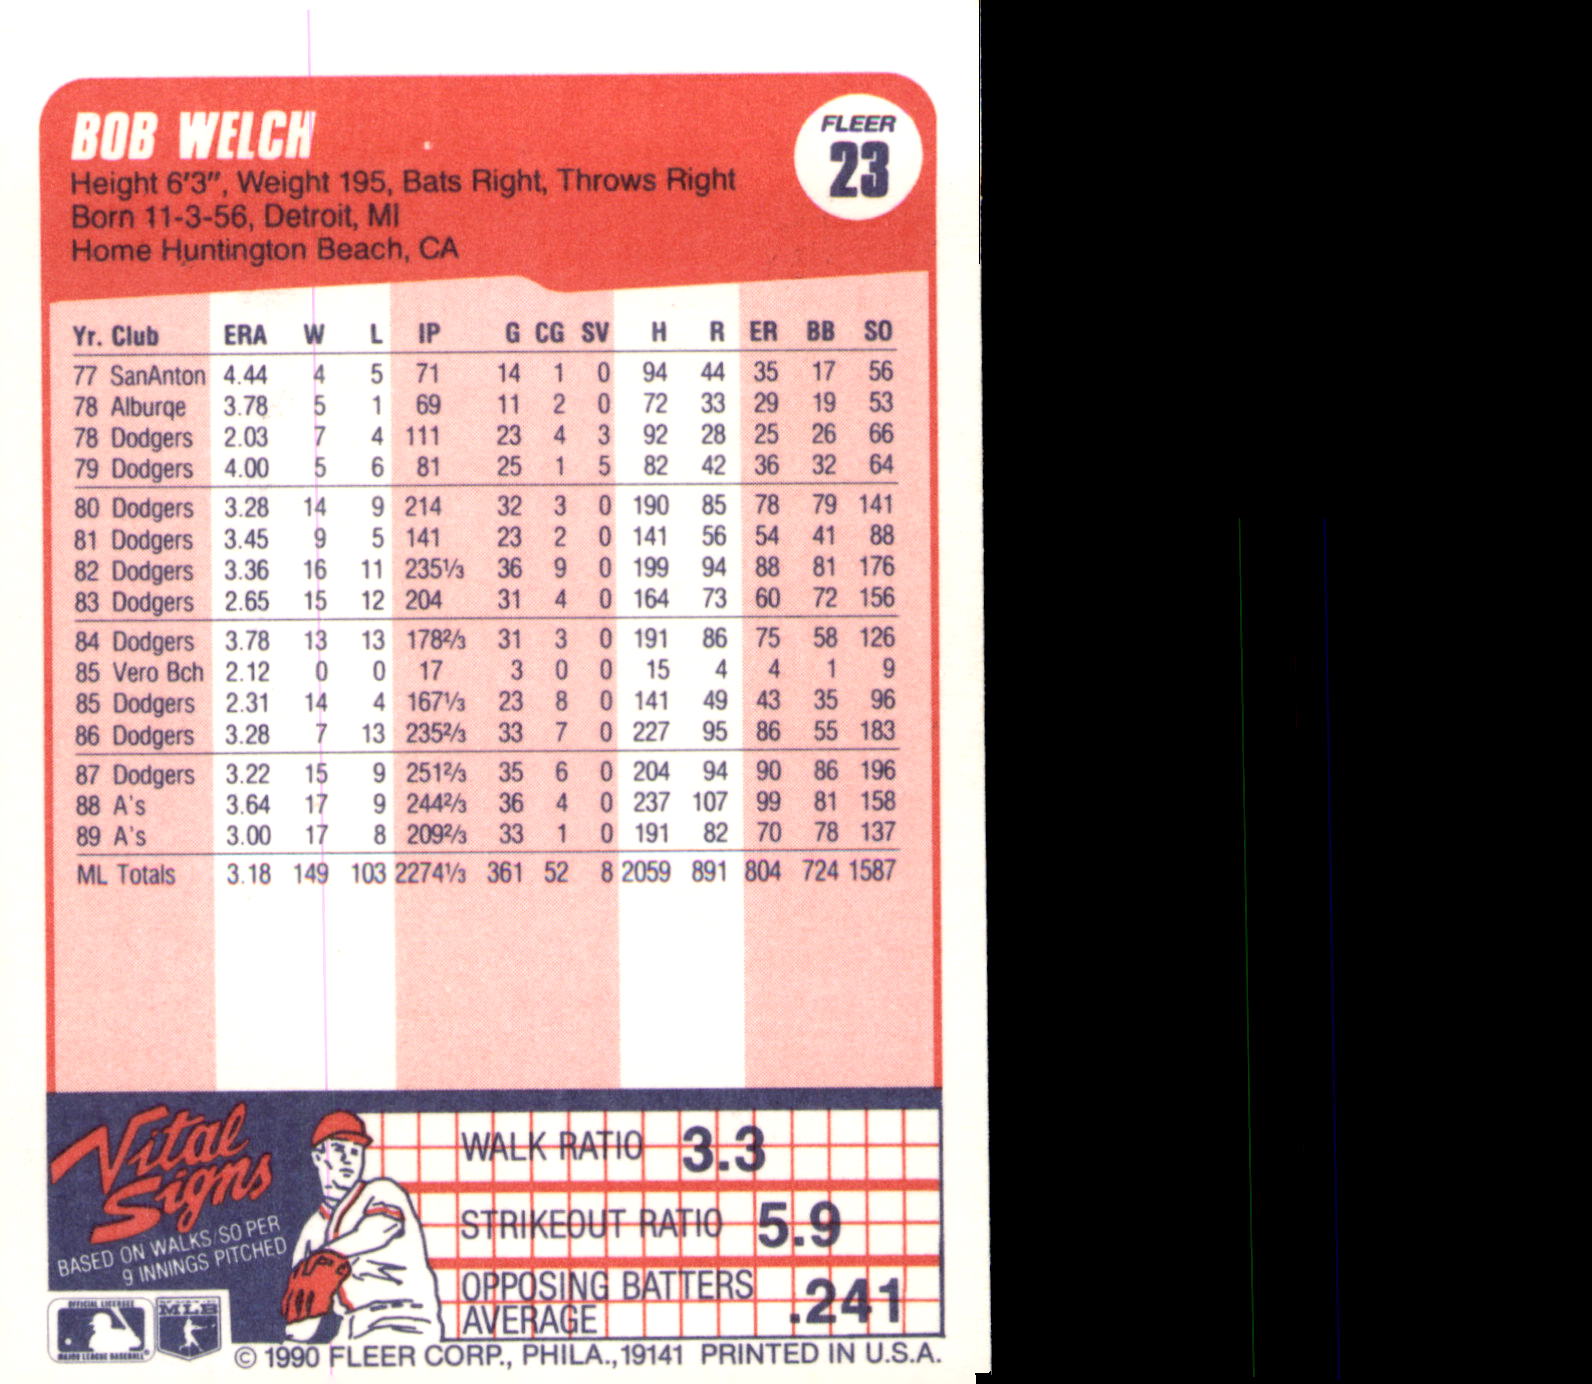 BOB WELCH
FLEER
23
Height 6'3", Weight 195, Bats Right, Throws Right
Born 11-3-56, Detroit, MI
Home Huntington Beach, CA
Yr. Club ERA W L IP G CG SV H R ER BB SO
77 SanAnton 4.44 4 5 71 14 1 0 94 44 35 17 56
78 Alburqe 3.78 5 1 69 11 2 0 72 33 29 19 53
78 Dodgers 2.03 7 4 111 23 4 3 92 28 25 26 66
79 Dodgers 4.00 5 6 81 25 1 5 82 42 36 32 64
80 Dodgers 3.28 14 9 214 32 3 0 190 85 78 79 141
81 Dodgers 3.45 9 5 141 23 2 0 141 56 54 41 88
82 Dodgers 3.36 16 11 235⅓ 36 9 0 199 94 88 81 176
83 Dodgers 2.65 15 12 204 31 4 0 164 73 60 72 156
84 Dodgers 3.78 13 13 178⅔ 31 3 0 191 86 75 58 126
85 Vero Bch 2.12 0 0 17 3 0 0 15 4 4 1 9
85 Dodgers 2.31 14 4 167⅓ 23 8 0 141 49 43 35 96
86 Dodgers 3.28 7 13 235⅔ 33 7 0 227 95 86 55 183
87 Dodgers 3.22 15 9 251⅔ 35 6 0 204 94 90 86 196
88 A's 3.64 17 9 244⅔ 36 4 0 237 107 99 81 158
89 A's 3.00 17 8 209⅔ 33 1 0 191 82 70 78 137
ML Totals 3.18 149 103 2274⅓ 361 52 8 2059 891 804 724 1587
Vital
Signs
BASED ON WALKS/SO PER
9 INNINGS PITCHED
WALK RATIO 3.3
STRIKEOUT RATIO 5.9
OPPOSING BATTERS
AVERAGE .241
OFFICIAL LICENSEE
MAJOR LEAGUE BASEBALL
MLB
© 1990 FLEER CORP., PHILA., 19141 PRINTED IN U.S.A.